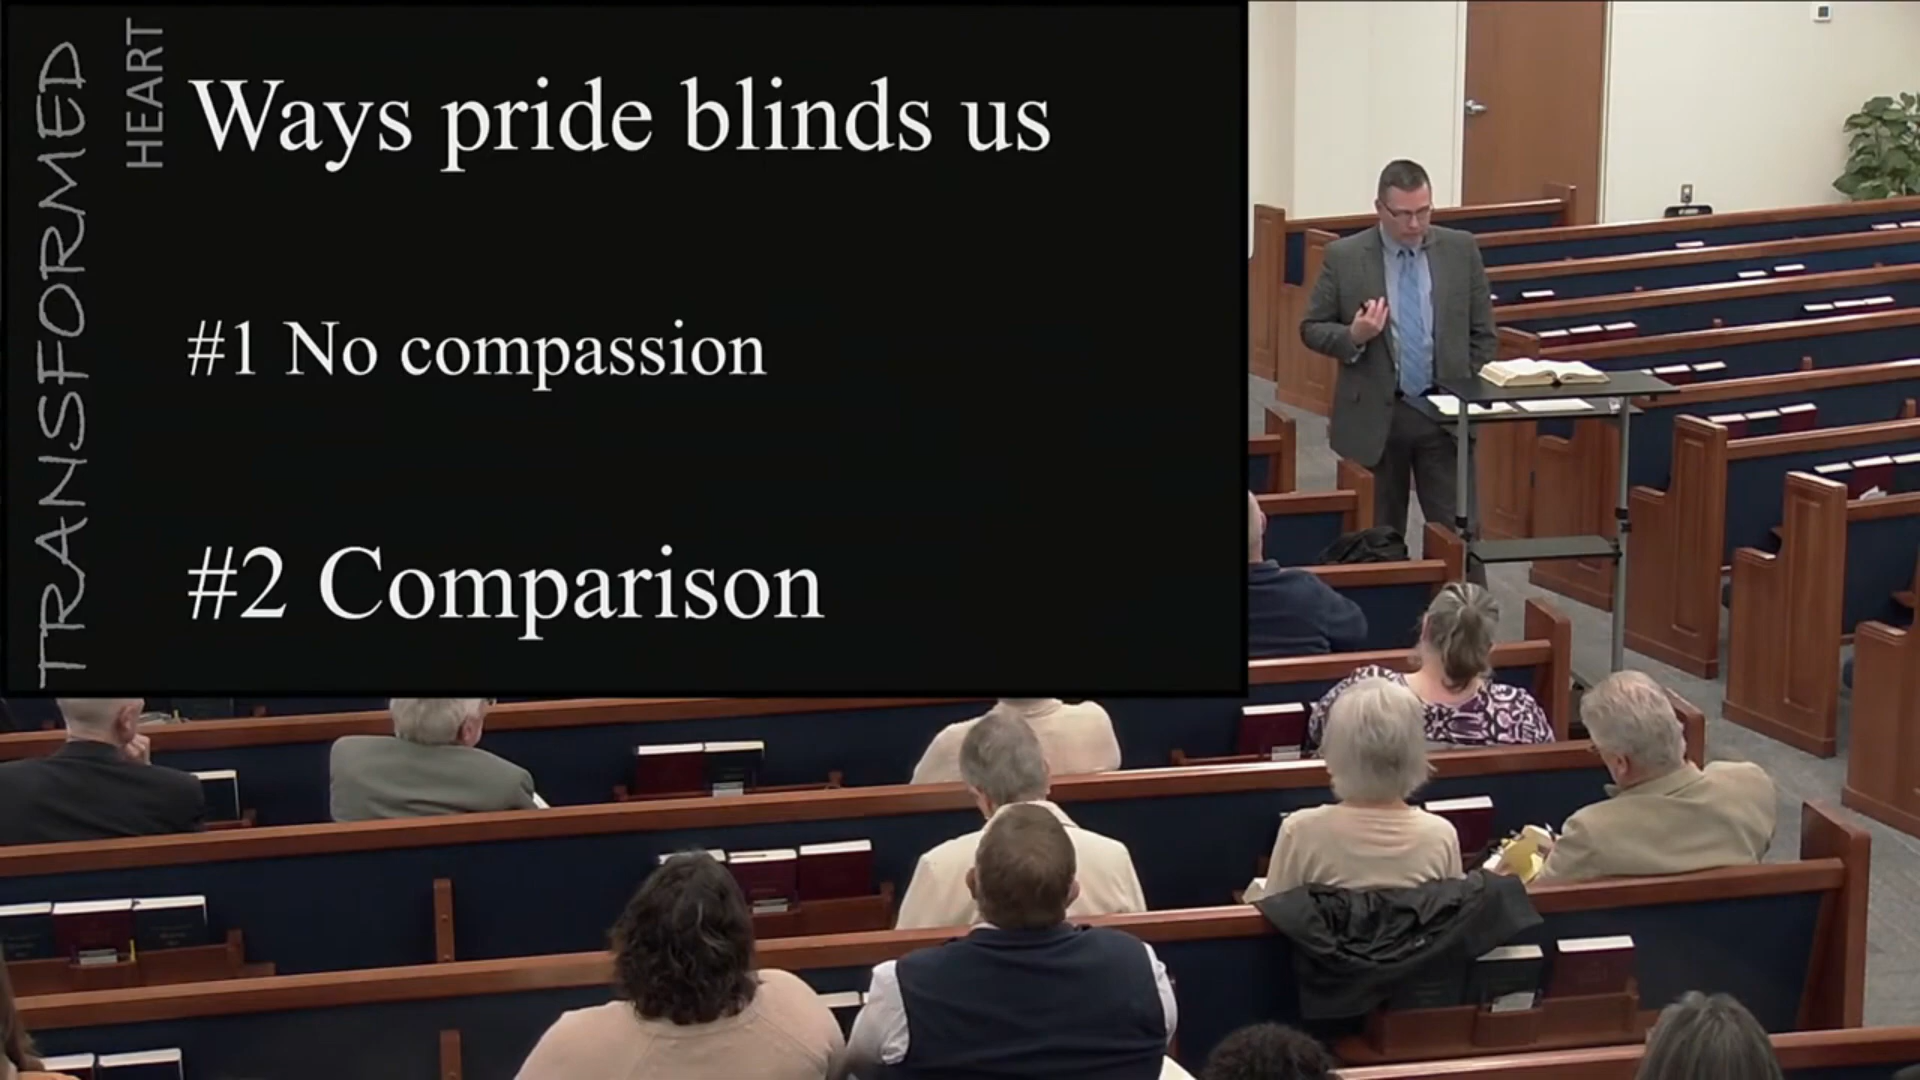 TRANSFORMED
HEART
Ways pride blinds us
#1 No compassion
#2 Comparison